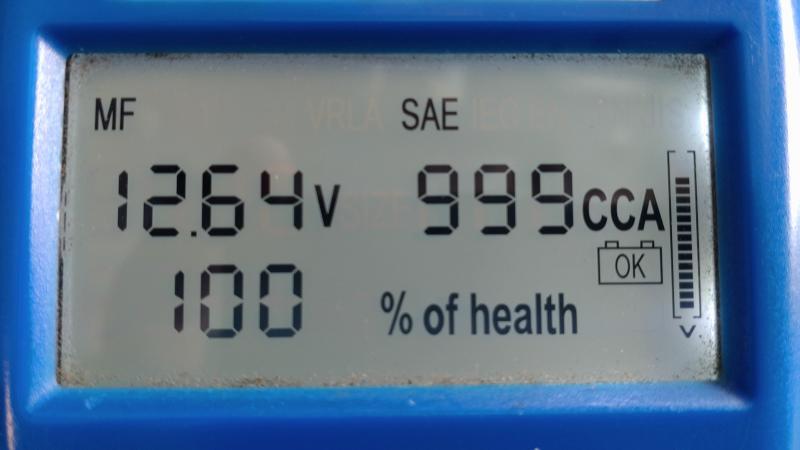 MF VRLA SAE
12.64V 999CCA
OK
100 % of health